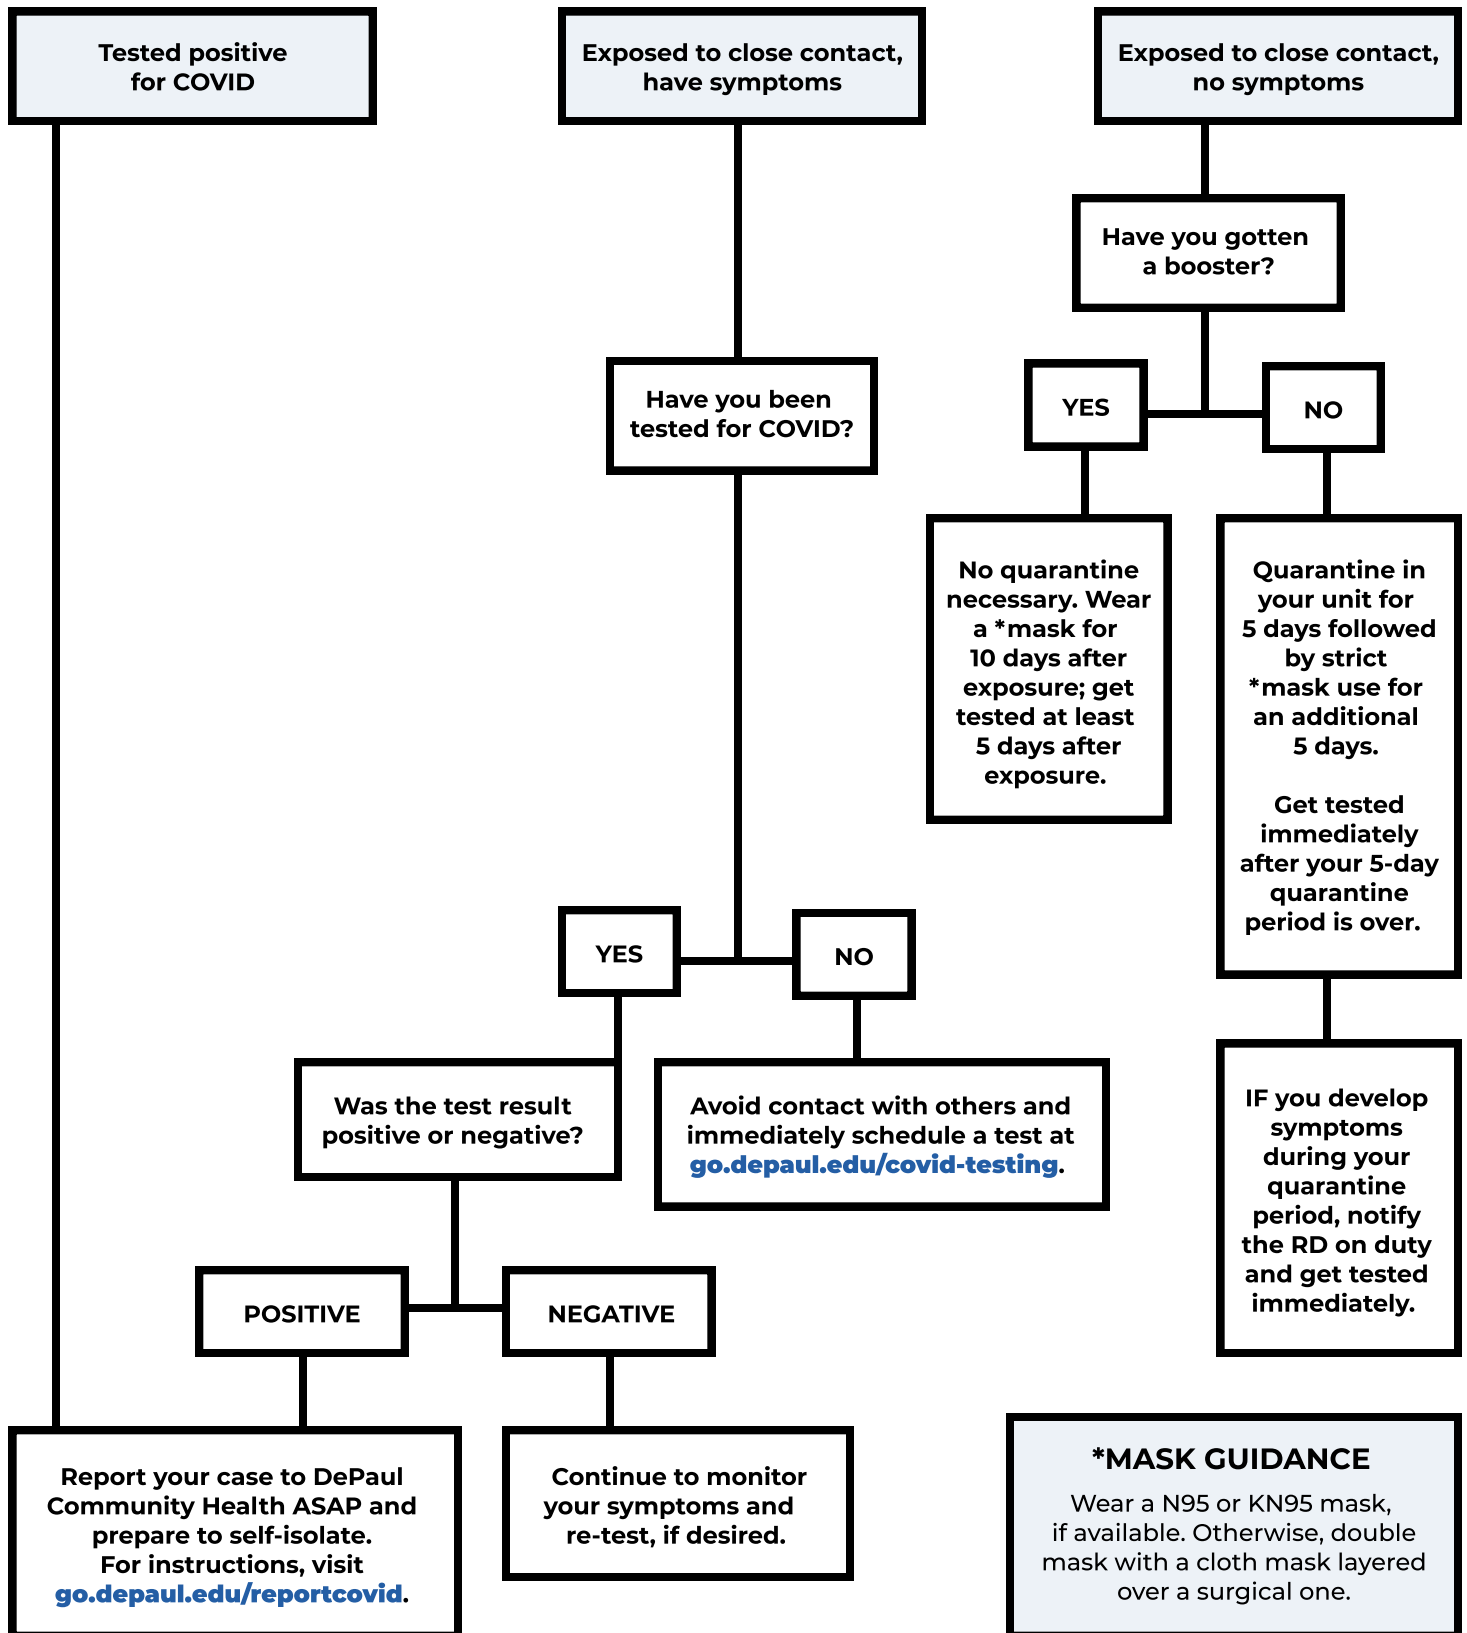 Tested positive
for COVID
Exposed to close contact,
have symptoms
Exposed to close contact,
no symptoms
Have you gotten
a booster?
YES
NO
Have you been
tested for COVID?
No quarantine
necessary. Wear
a *mask for
10 days after
exposure; get
tested at least
5 days after
exposure.
Quarantine in
your unit for
5 days followed
by strict
*mask use for
an additional
5 days.
Get tested
immediately
after your 5-day
quarantine
period is over.
YES
NO
Was the test result
positive or negative?
Avoid contact with others and
immediately schedule a test at
go.depaul.edu/covid-testing.
IF you develop
symptoms
during your
quarantine
period, notify
the RD on duty
and get tested
immediately.
POSITIVE
NEGATIVE
Report your case to DePaul
Community Health ASAP and
prepare to self-isolate.
For instructions, visit
go.depaul.edu/reportcovid.
Continue to monitor
your symptoms and
re-test, if desired.
*MASK GUIDANCE
Wear a N95 or KN95 mask,
if available. Otherwise, double
mask with a cloth mask layered
over a surgical one.